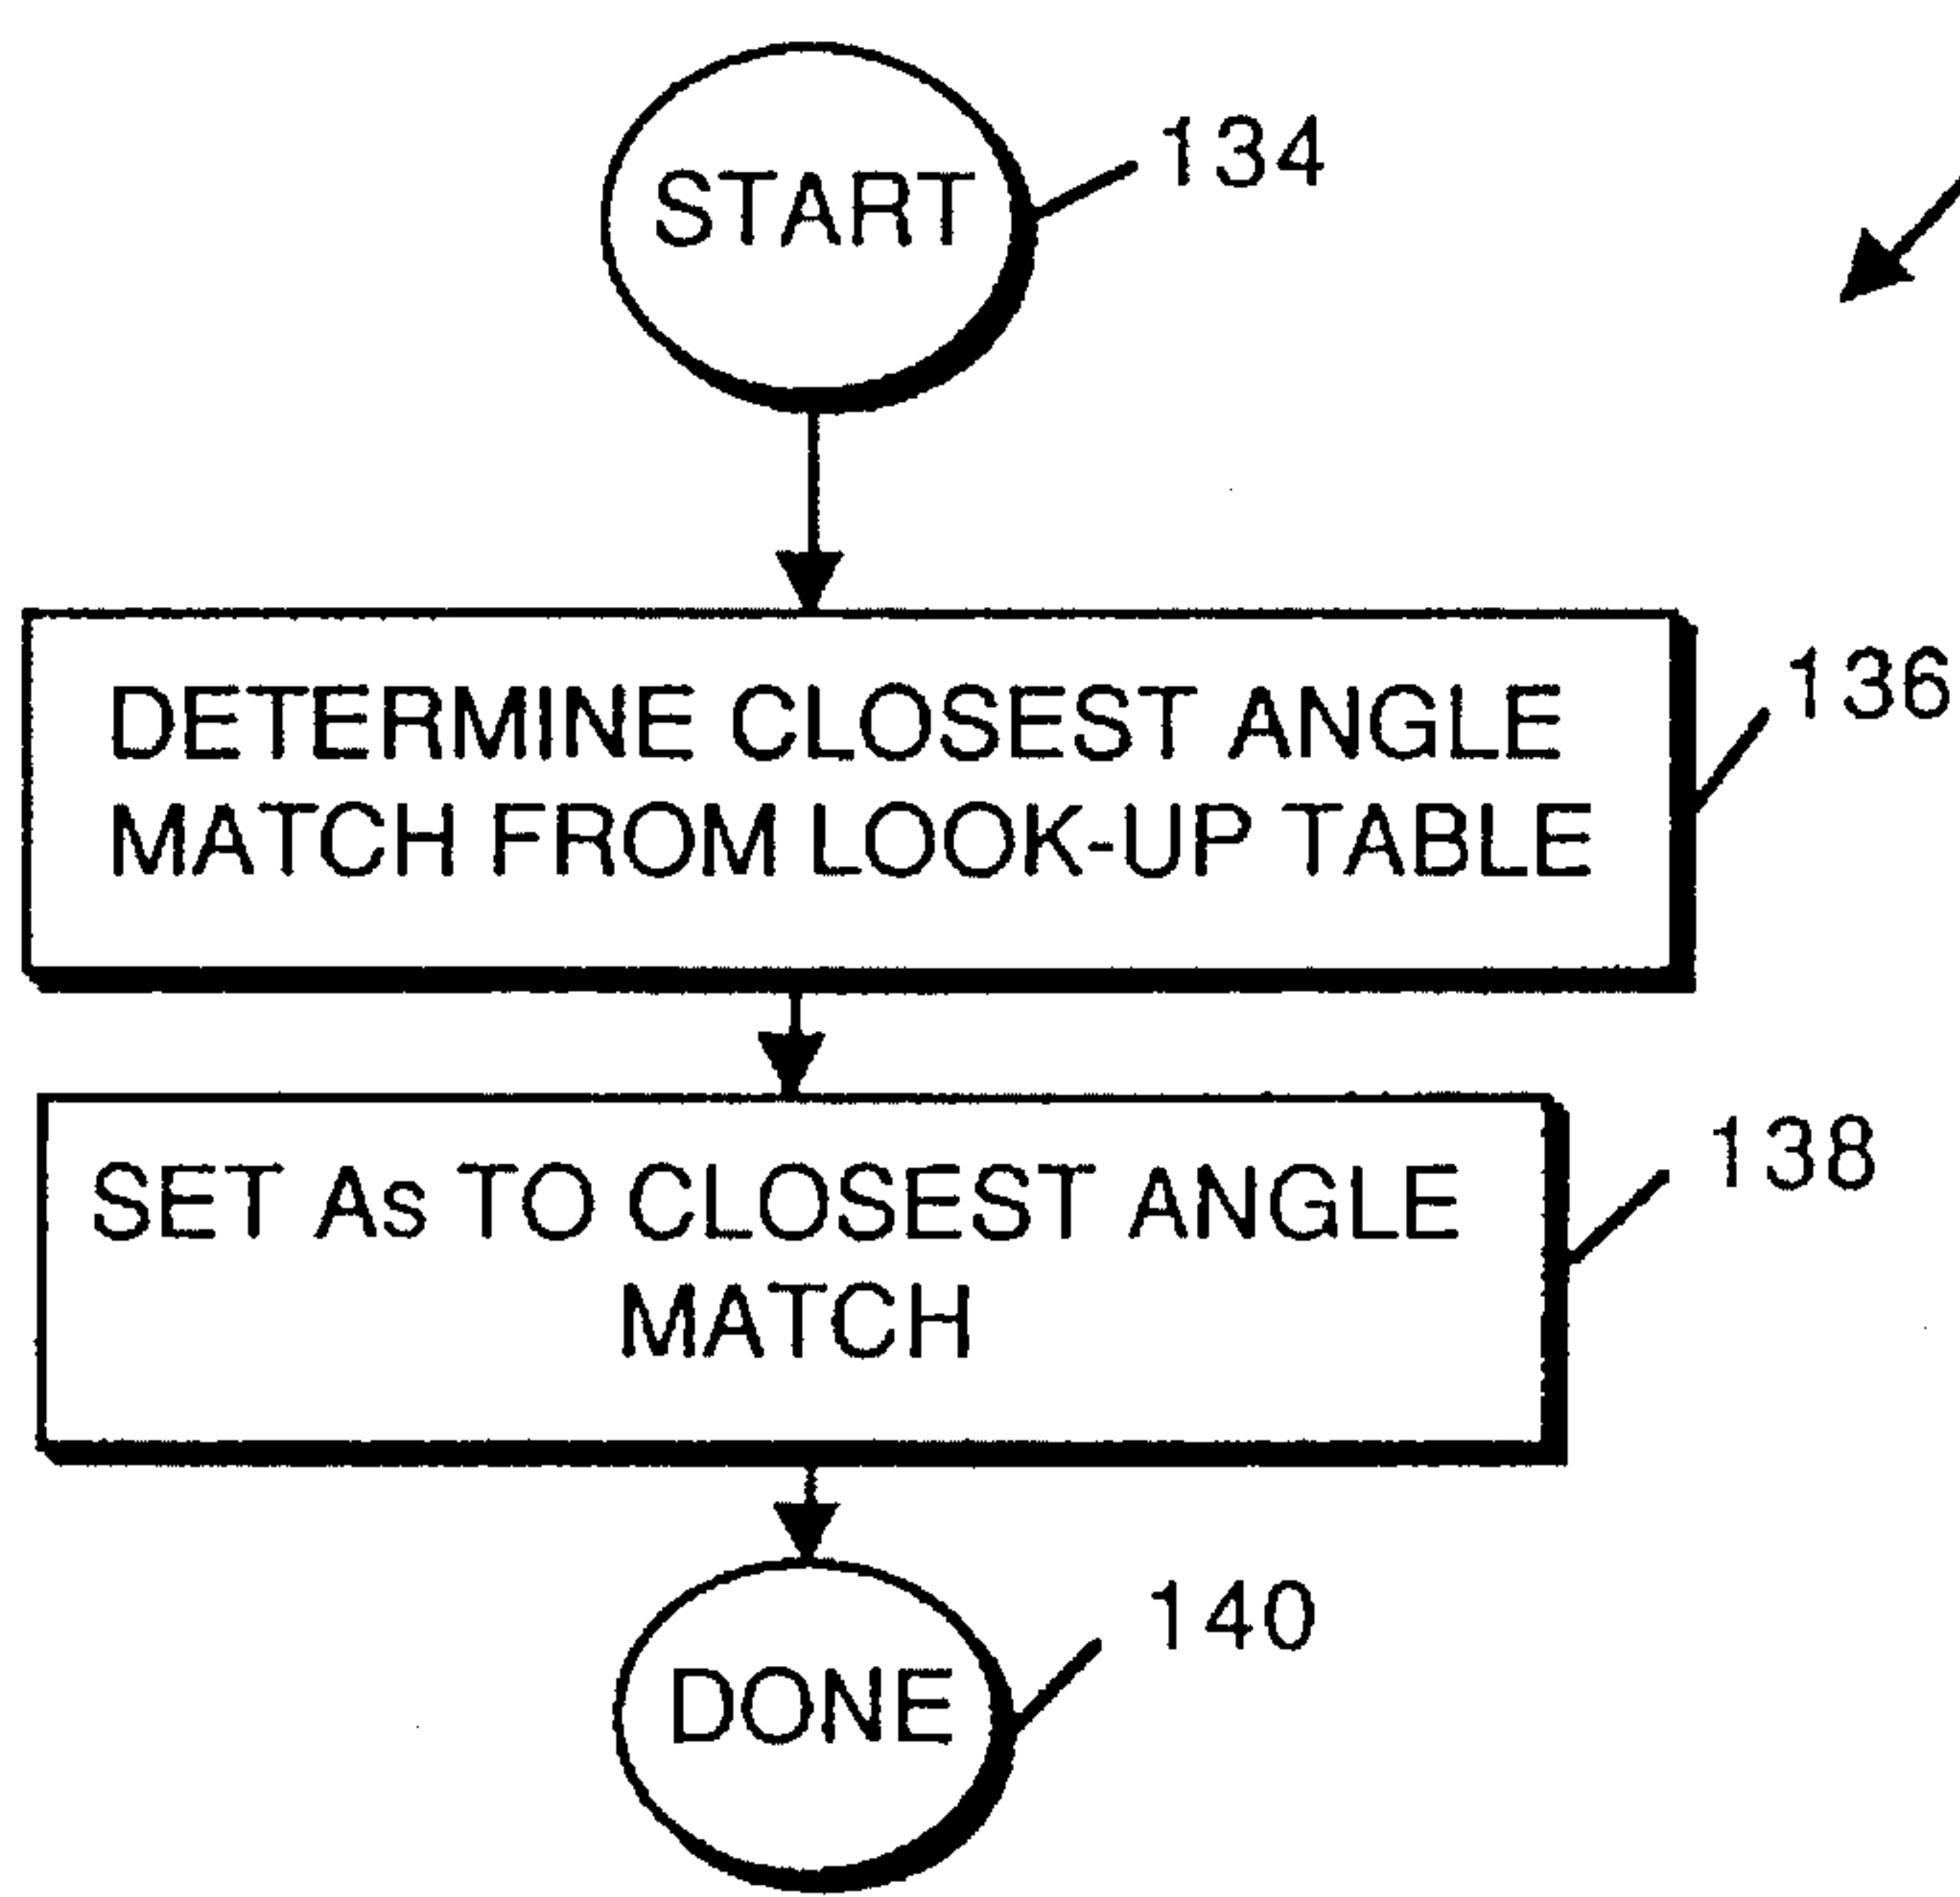 START
134
DETERMINE CLOSEST ANGLE
MATCH FROM LOOK-UP TABLE
136
SET As TO CLOSEST ANGLE
MATCH
138
DONE
140